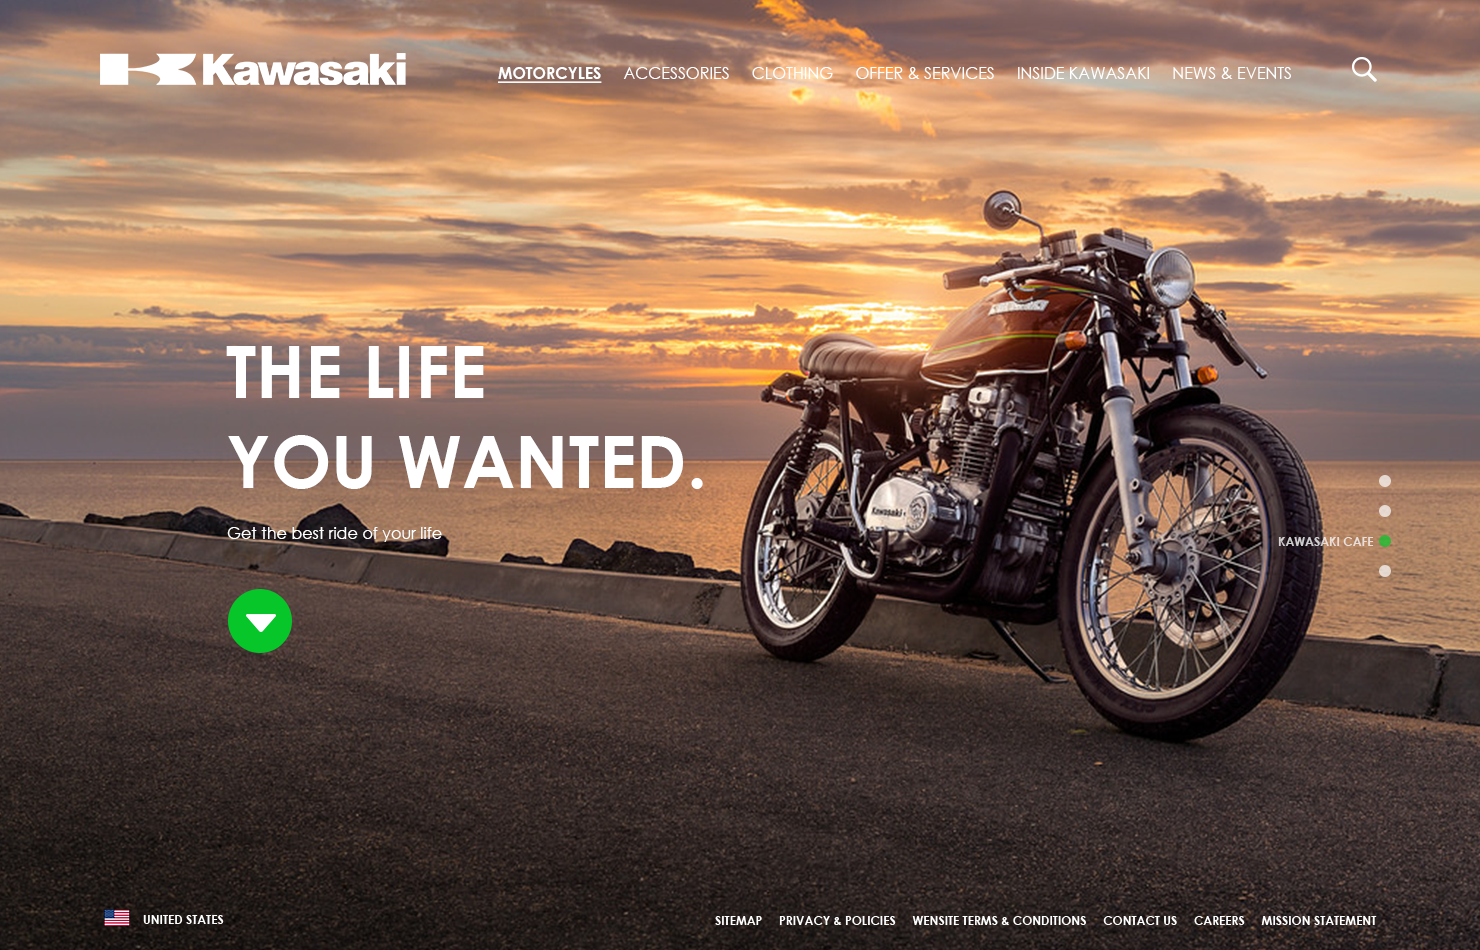 Kawasaki
MOTORCYLES ACCESSORIES CLOTHING OFFER & SERVICES INSIDE KAWASAKI NEWS & EVENTS
THE LIFE
YOU WANTED.
Get the best ride of your life
Kawasaki
KAWASAKI CAFE
UNITED STATES
SITEMAP PRIVACY & POLICIES WENSITE TERMS & CONDITIONS CONTACT US CAREERS MISSION STATEMENT